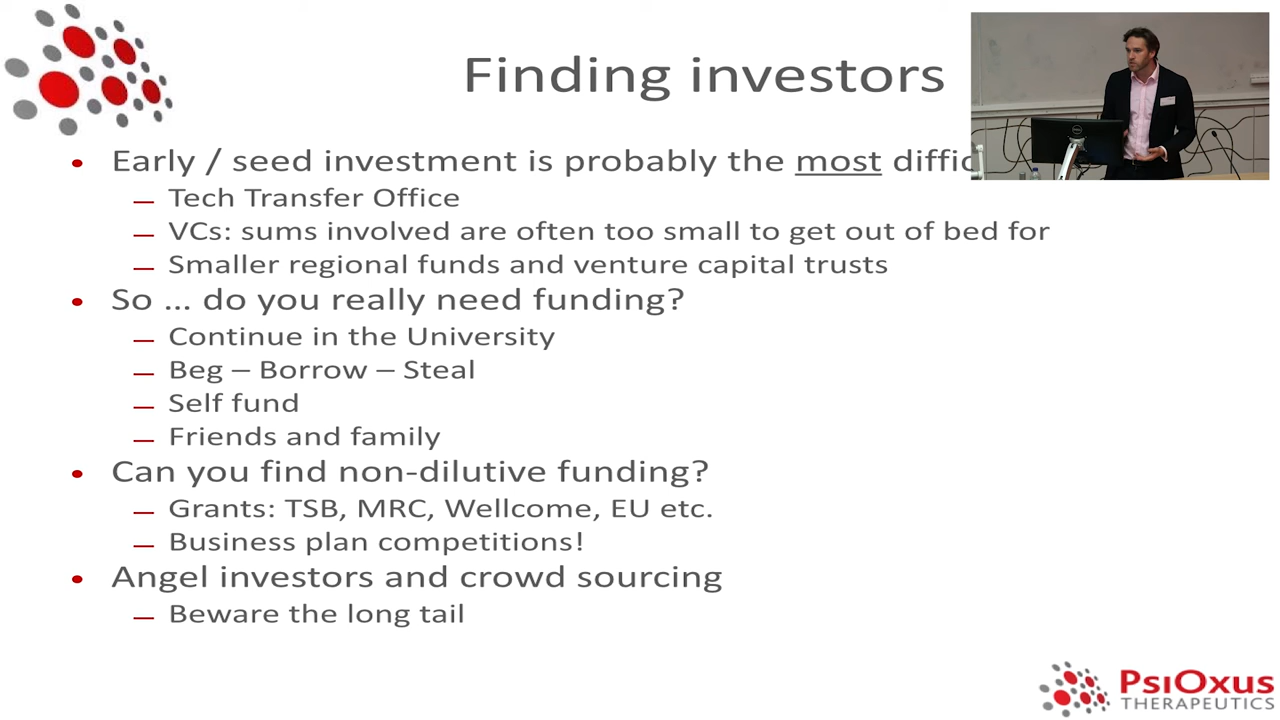 Finding investors
Early / seed investment is probably the most
Tech Transfer Office
VCs: sums involved are often too small to get out of bed for
Smaller regional funds and venture capital trusts
So ... do you really need funding?
Continue in the University
Beg – Borrow – Steal
Self fund
Friends and family
Can you find non-dilutive funding?
Grants: TSB, MRC, Wellcome, EU etc.
Business plan competitions!
Angel investors and crowd sourcing
Beware the long tail
PsiOxus
THERAPEUTICS